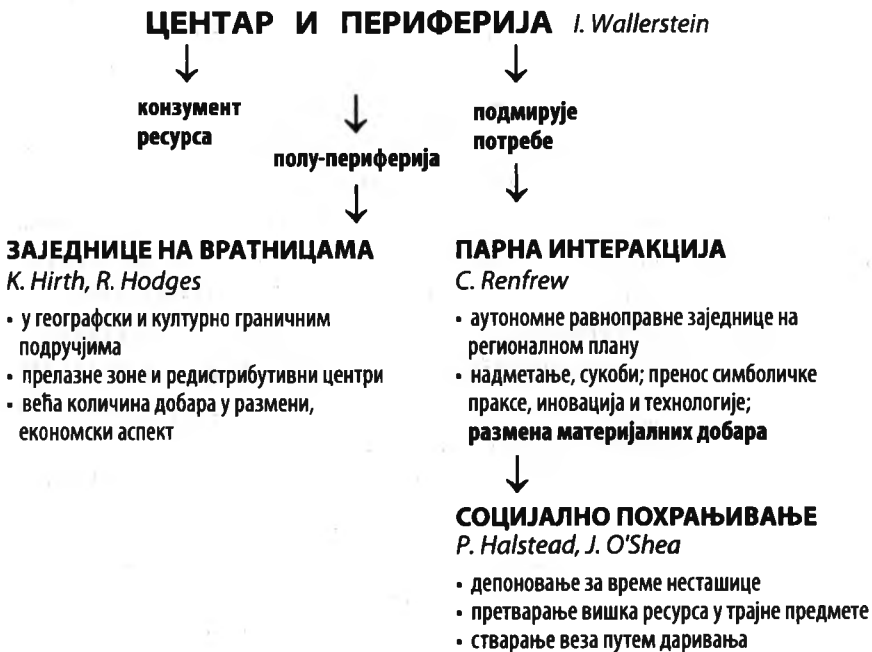 ЦЕНТАР И ПЕРИФЕРИЈА I. Wallerstein
конзумент
ресурса
полу-периферија
подмирује
потребе
ЗАЈЕДНИЦЕ НА ВРАТНИЦАМА
K. Hirth, R. Hodges
• у географски и културно граничним
подручјима
• прелазне зоне и редистрибутивни центри
• већа количина добара у размени,
економски аспект
ПАРНА ИНТЕРАКЦИЈА
C. Renfrew
• аутономне равноправне заједнице на
регионалном плану
• надметање, сукоби; пренос симболичке
праксе, иновација и технологије;
размена материјалних добара
СОЦИЈАЛНО ПОХРАЊИВАЊЕ
P. Halstead, J. O'Shea
• депоновање за време несташице
• претварање вишка ресурса у трајне предмете
• стварање веза путем даривања